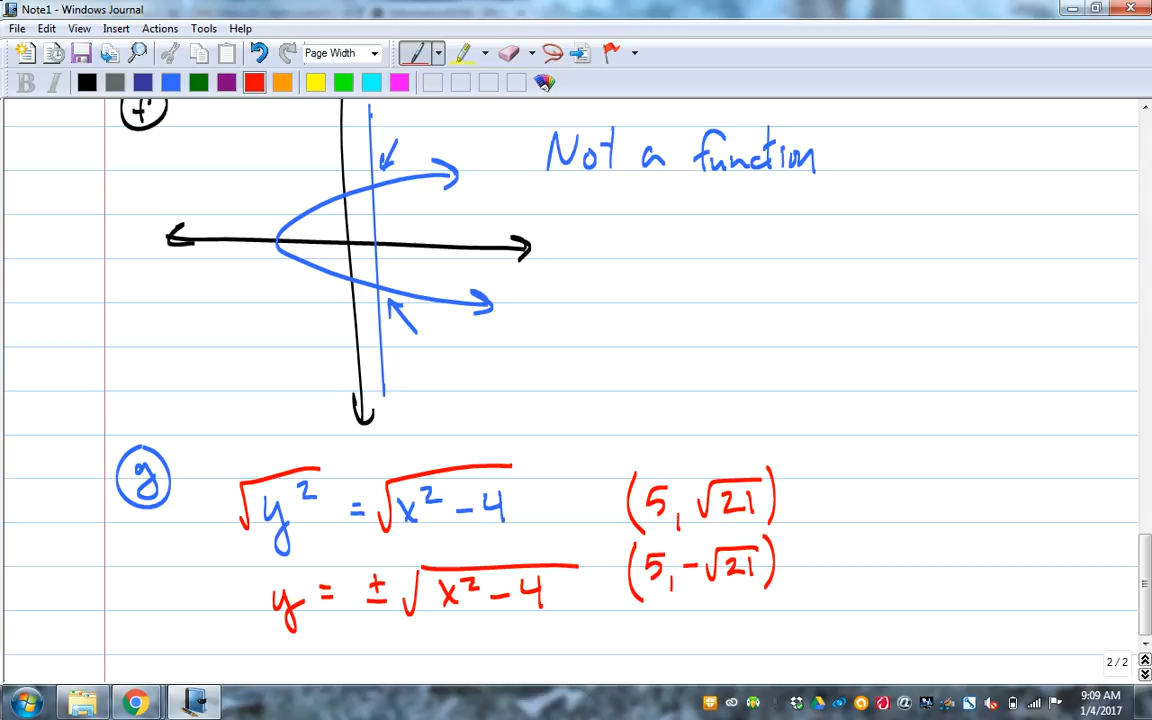 Note1 - Windows Journal
File Edit View Insert Actions Tools Help
Page Width
B I
f
Not a function
g
√y² = √x² - 4
(5, √21)
(5, -√21)
y = ± √x² - 4
2 / 2
9:09 AM
1/4/2017